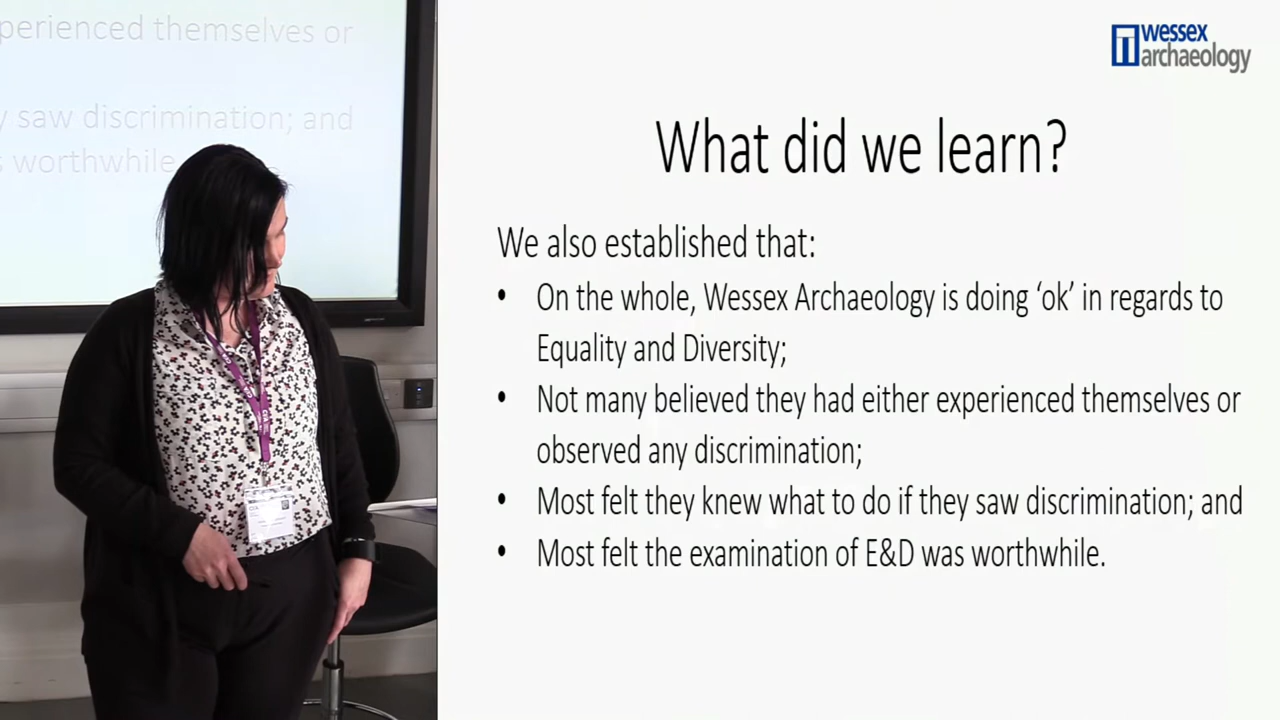 perienced themselves or
saw discrimination; and
worthwhile
wessex
archaeology
What did we learn?
We also established that:
• On the whole, Wessex Archaeology is doing ‘ok’ in regards to
Equality and Diversity;
• Not many believed they had either experienced themselves or
observed any discrimination;
• Most felt they knew what to do if they saw discrimination; and
• Most felt the examination of E&D was worthwhile.